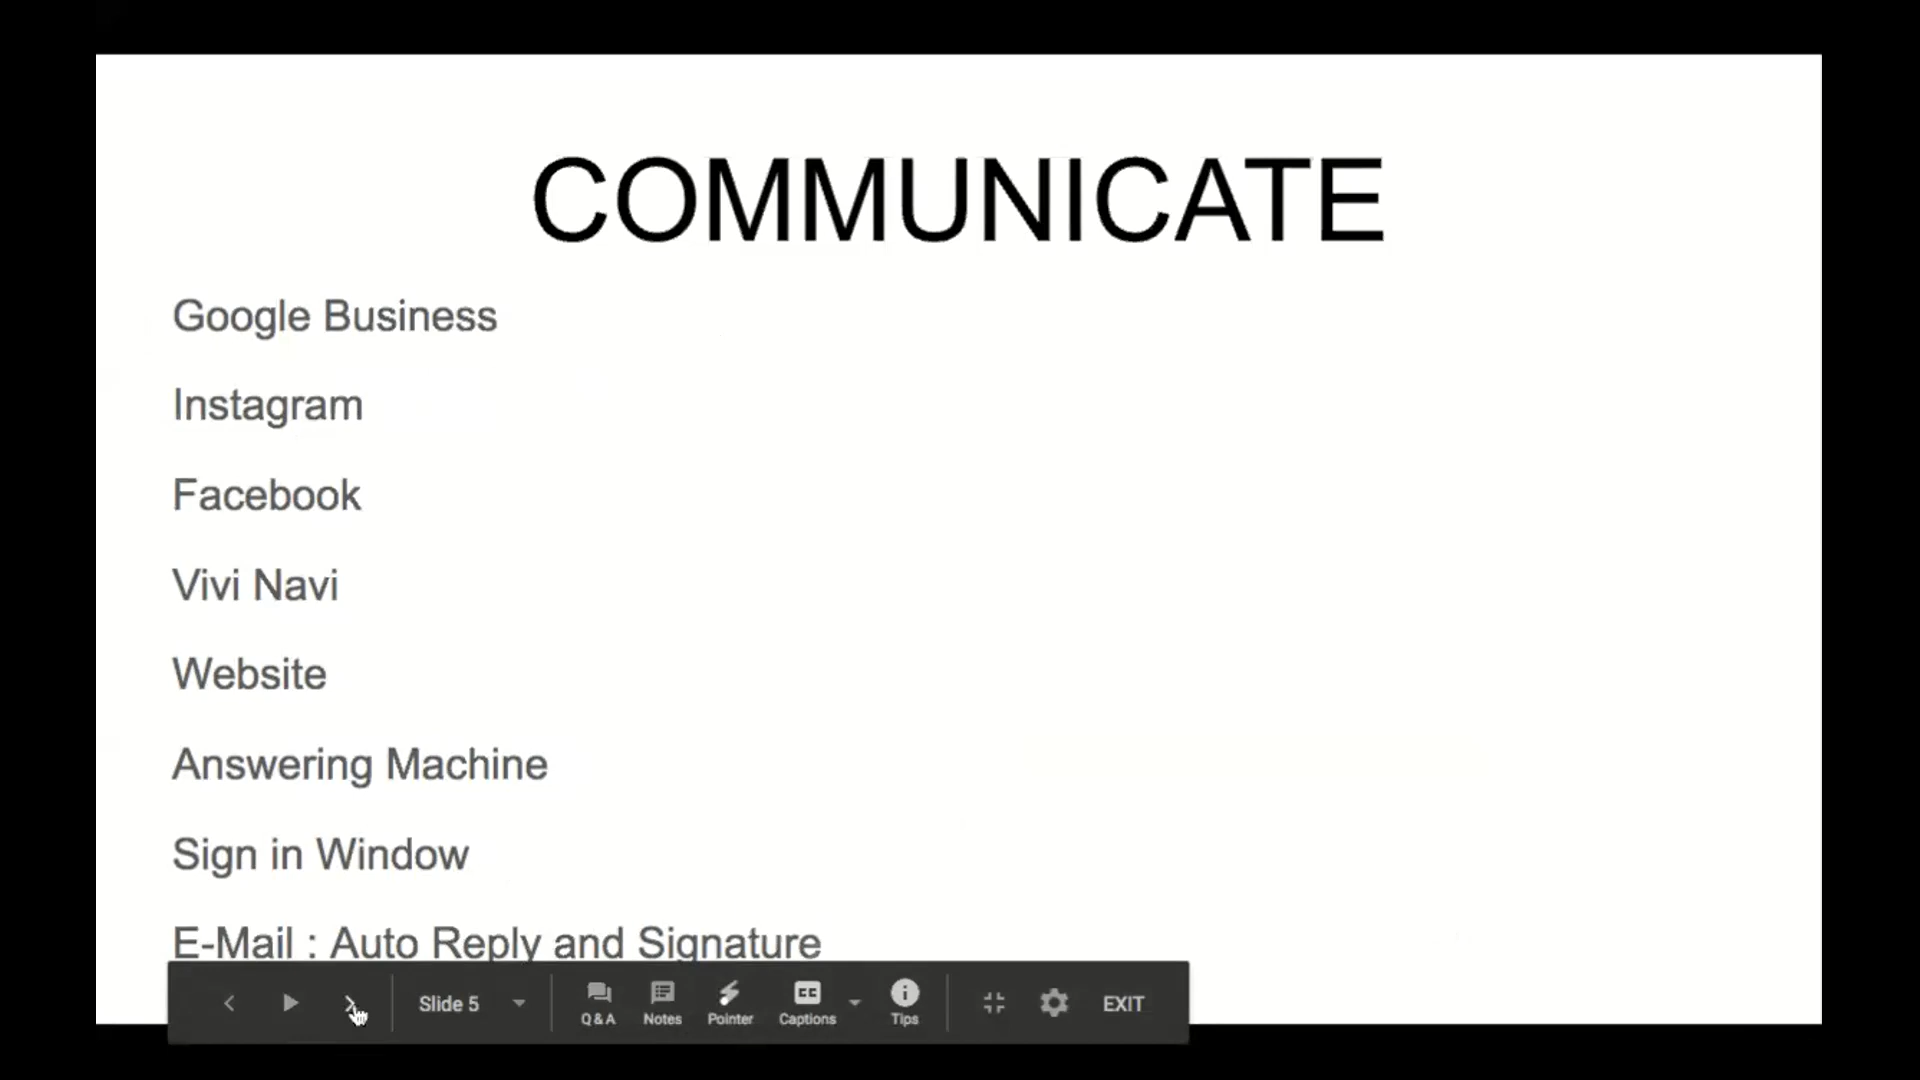 COMMUNICATE
Google Business
Instagram
Facebook
Vivi Navi
Website
Answering Machine
Sign in Window
E-Mail : Auto Reply and Signature
Slide 5
Q & A
Notes
Pointer
CC
Captions
Tips
EXIT